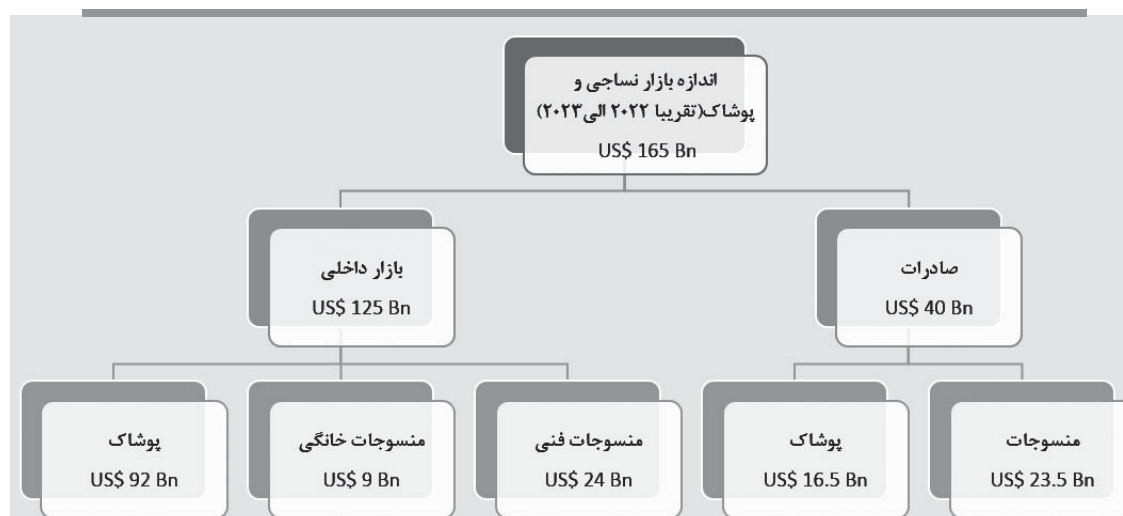 اندازه بازار نساجی و
پوشاک(تقریبا ۲۰۲۲ الی۲۰۲۳)
US$ 165 Bn
صادرات
US$ 40 Bn
بازار داخلی
US$ 125 Bn
منسوجات
US$ 23.5 Bn
پوشاک
US$ 16.5 Bn
منسوجات فنی
US$ 24 Bn
منسوجات خانگی
US$ 9 Bn
پوشاک
US$ 92 Bn